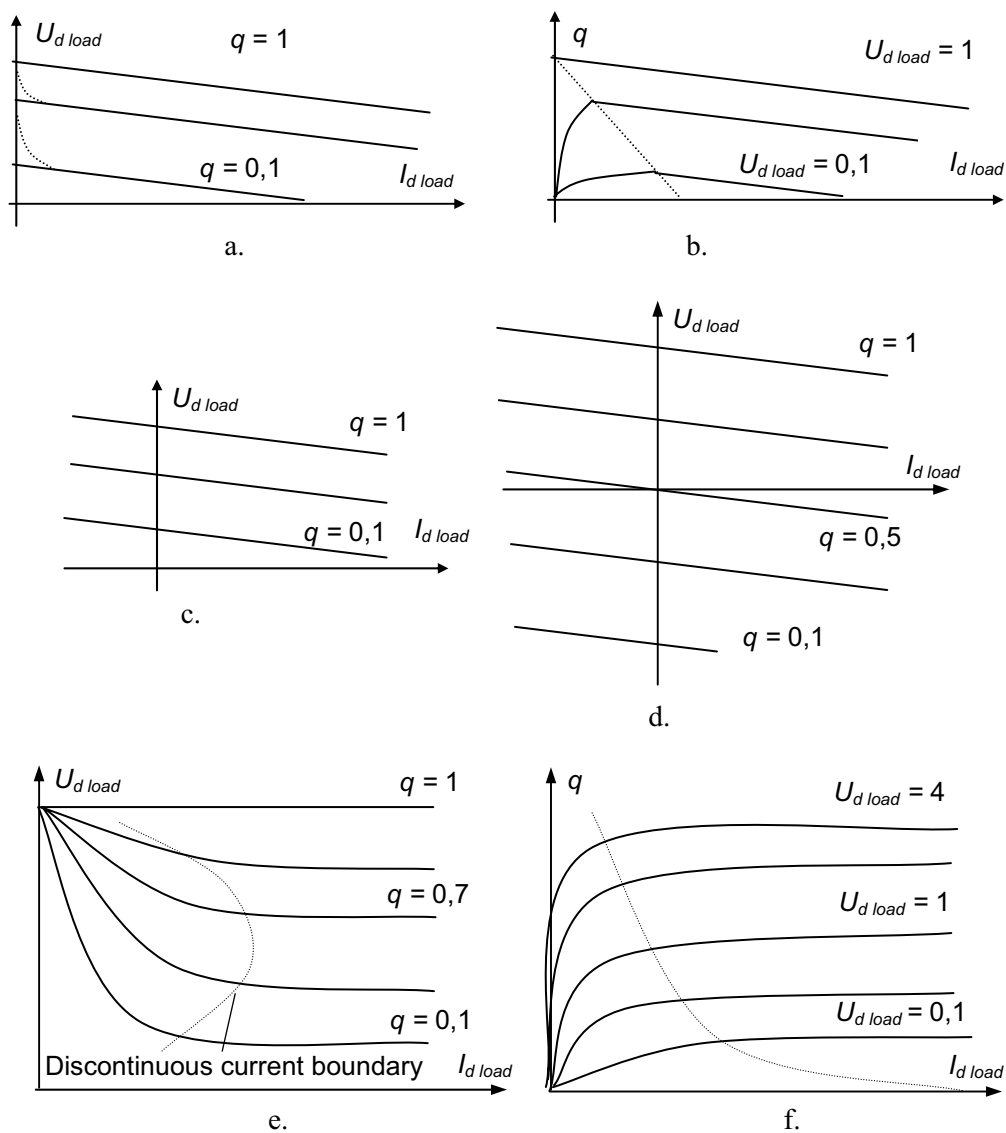 U_d load
q = 1
q = 0,1
I_d load
a.
q
U_d load = 1
U_d load = 0,1
I_d load
b.
U_d load
q = 1
q = 0,1
I_d load
c.
U_d load
q = 1
I_d load
q = 0,5
q = 0,1
d.
U_d load
q = 1
q = 0,7
q = 0,1
Discontinuous current boundary
I_d load
e.
q
U_d load = 4
U_d load = 1
U_d load = 0,1
I_d load
f.